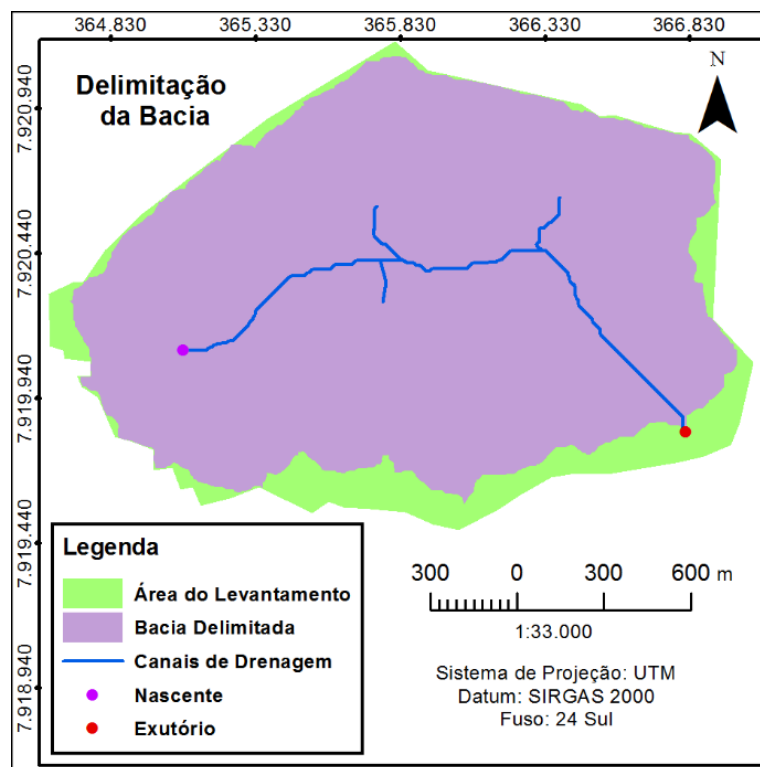 364.830 365.330 365.830 366.330 366.830
Delimitação
da Bacia
N
7.920.940
7.920.440
7.919.940
7.919.440
7.918.940
Legenda
Área do Levantamento
Bacia Delimitada
Canais de Drenagem
Nascente
Exutório
300 0 300 600 m
1:33.000
Sistema de Projeção: UTM
Datum: SIRGAS 2000
Fuso: 24 Sul